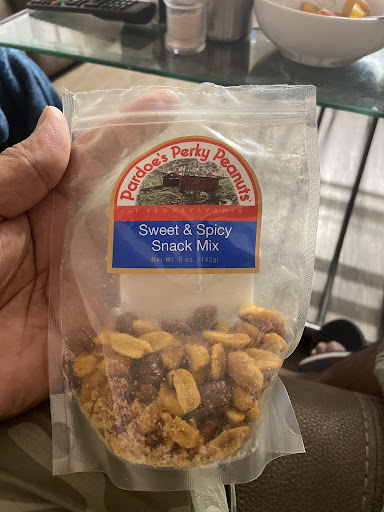 Pardoe's Perky Peanuts
PENNSYLVANIA
Sweet & Spicy
Snack Mix
Net Wt. 5 oz. (142g)